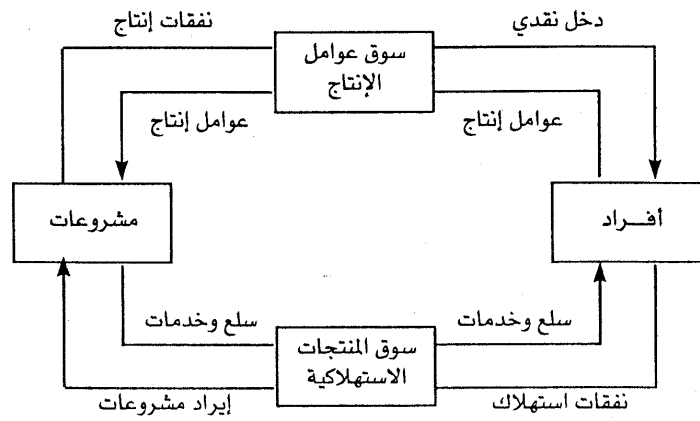 دخل نقدي
نفقات إنتاج
سوق عوامل
الإنتاج
عوامل إنتاج
عوامل إنتاج
أفـــراد
مشروعات
سلع وخدمات
سلع وخدمات
سوق المنتجات
الاستهلاكية
نفقات استهلاك
إيراد مشروعات